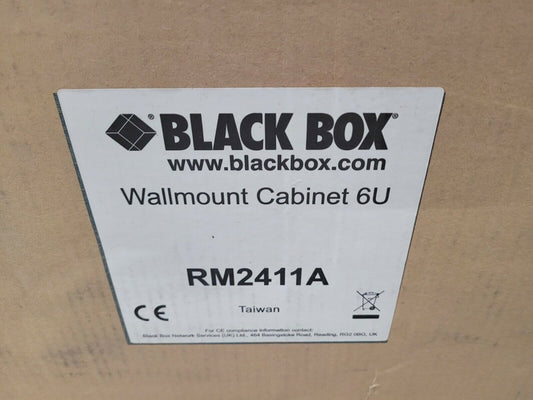 BLACK BOX®
www.blackbox.com
Wallmount Cabinet 6U
RM2411A
CE
Taiwan
For CE compliance information contact:
Black Box Network Services (UK) Ltd., 464 Basingstoke Road, Reading, RG2 0BG, UK